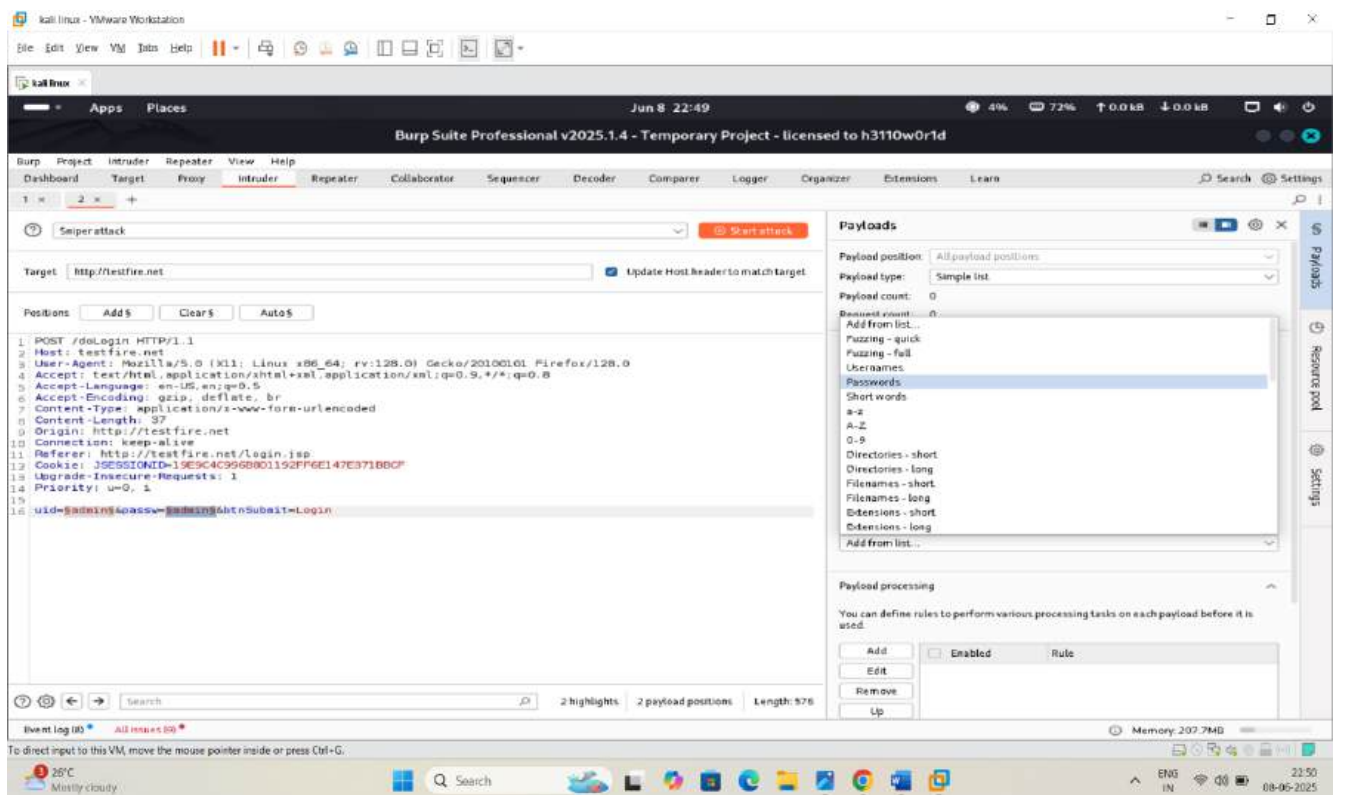 kali linux - VMware Workstation
File Edit View VM Tabs Help
kali linux
Apps Places Jun 8 22:49 4% 72% 0.0 kB 0.0 kB
Burp Suite Professional v2025.1.4 - Temporary Project - licensed to h3110w0r1d
Burp Project Intruder Repeater View Help
Dashboard Target Proxy Intruder Repeater Collaborator Sequencer Decoder Comparer Logger Organizer Extensions Learn Search Settings
1 × 2 × +
Sniper attack Start attack
Target http://testfire.net Update Host header to match target
Positions Add § Clear § Auto §
1 POST /doLogin HTTP/1.1
2 Host: testfire.net
3 User-Agent: Mozilla/5.0 (X11; Linux x86_64; rv:128.0) Gecko/20100101 Firefox/128.0
4 Accept: text/html,application/xhtml+xml,application/xml;q=0.9,*/*;q=0.8
5 Accept-Language: en-US,en;q=0.5
6 Accept-Encoding: gzip, deflate, br
7 Content-Type: application/x-www-form-urlencoded
8 Content-Length: 37
9 Origin: http://testfire.net
10 Connection: keep-alive
11 Referer: http://testfire.net/login.jsp
12 Cookie: 
13 Upgrade-Insecure-Requests: 1
14 Priority: u=0, i
15
16 uid=§admin§&passw=§admin§&btnSubmit=Login
Search 2 highlights 2 payload positions Length: 576
Payloads
Payload position: All payload positions
Payload type: Simple list
Payload count: 0
Request count: 0
Add from list...
Fuzzing - quick
Fuzzing - full
Usernames
Passwords
Short words
a-z
A-Z
0-9
Directories - short
Directories - long
Filenames - short
Filenames - long
Extensions - short
Extensions - long
Add from list...
Payload processing
You can define rules to perform various processing tasks on each payload before it is
used.
Add Enabled Rule
Edit
Remove
Up
Payloads
Resource pool
Settings
Event log All issues Memory: 207.7MB
To direct input to this VM, move the mouse pointer inside or press Ctrl+G.
26°C
Mostly cloudy
Search
ENG
IN
22:50
08-06-2025